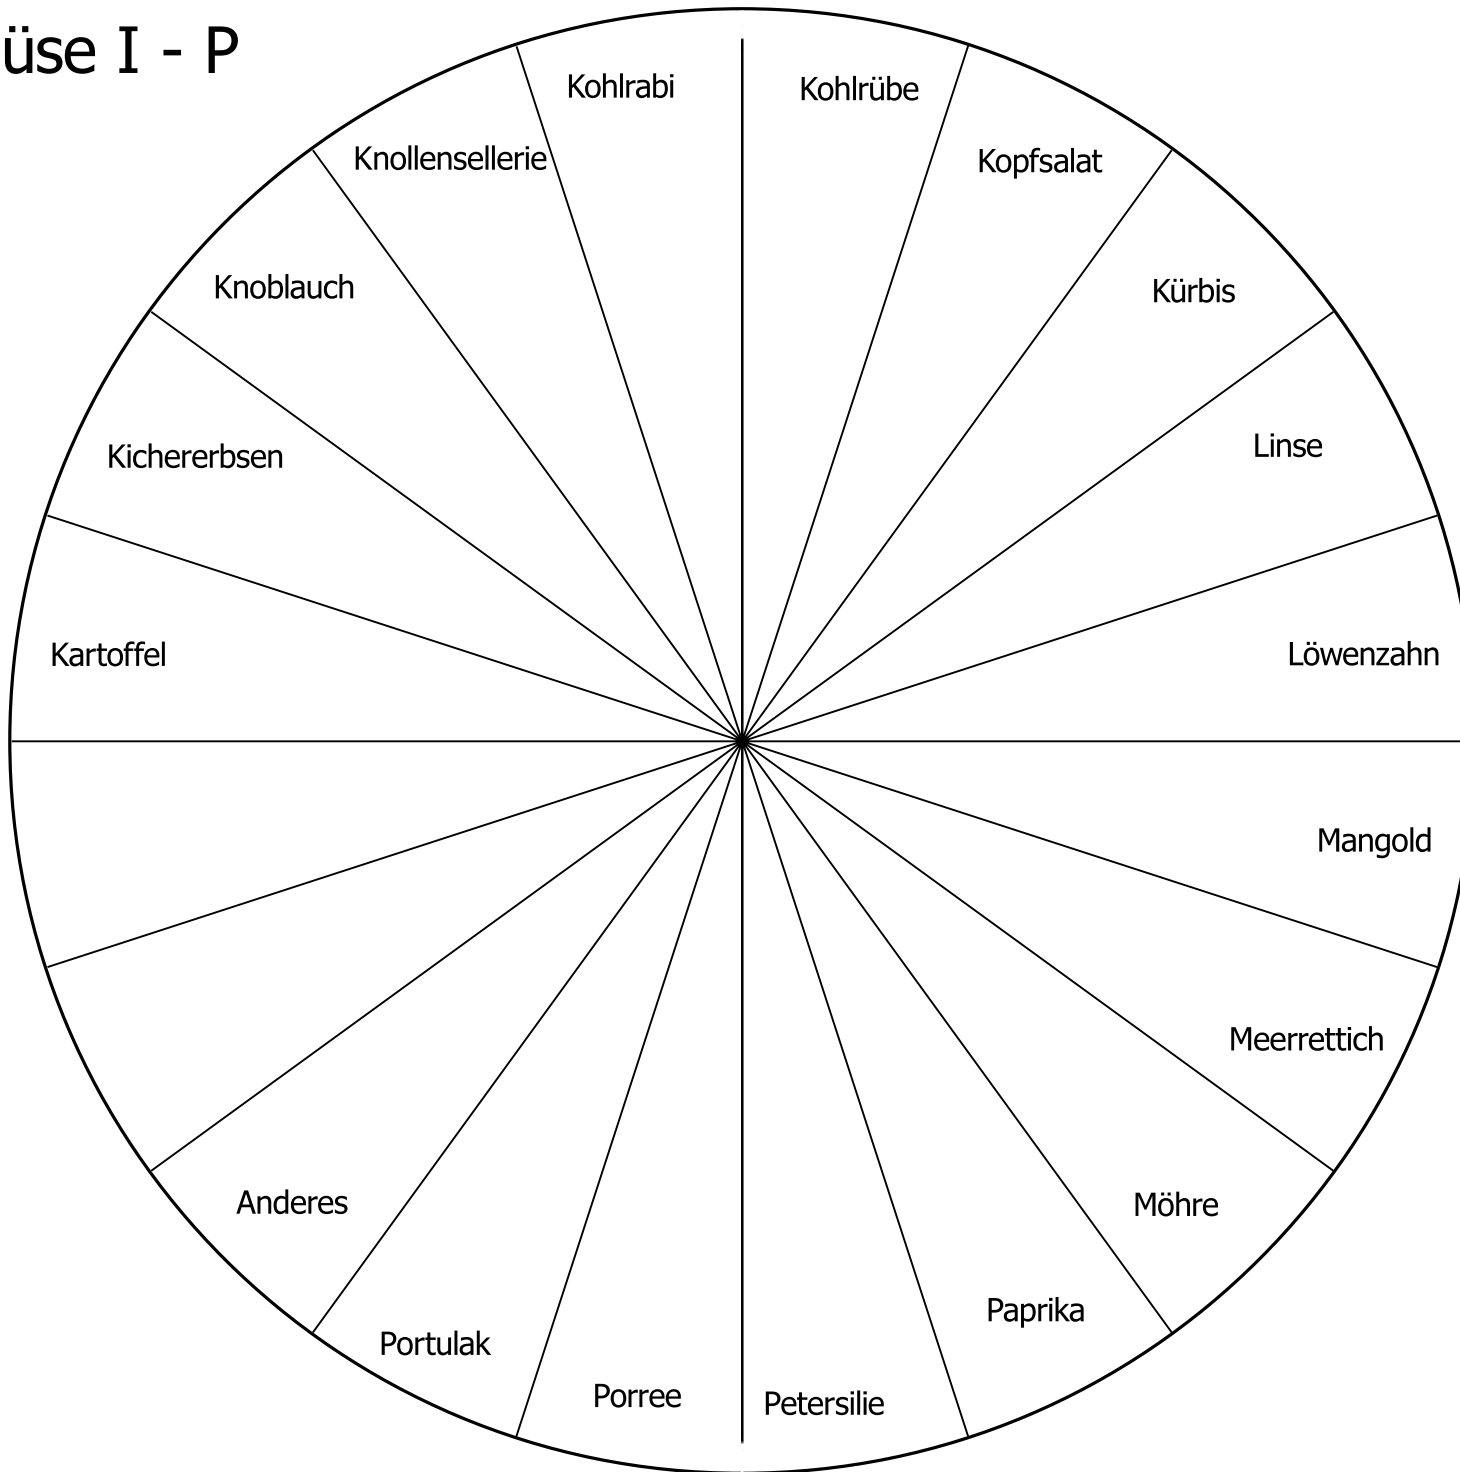 üse I - P
Kohlrabi
Kohlrübe
Knollensellerie
Kopfsalat
Knoblauch
Kürbis
Kichererbsen
Linse
Kartoffel
Löwenzahn
Mangold
Meerrettich
Anderes
Möhre
Portulak
Paprika
Porree
Petersilie